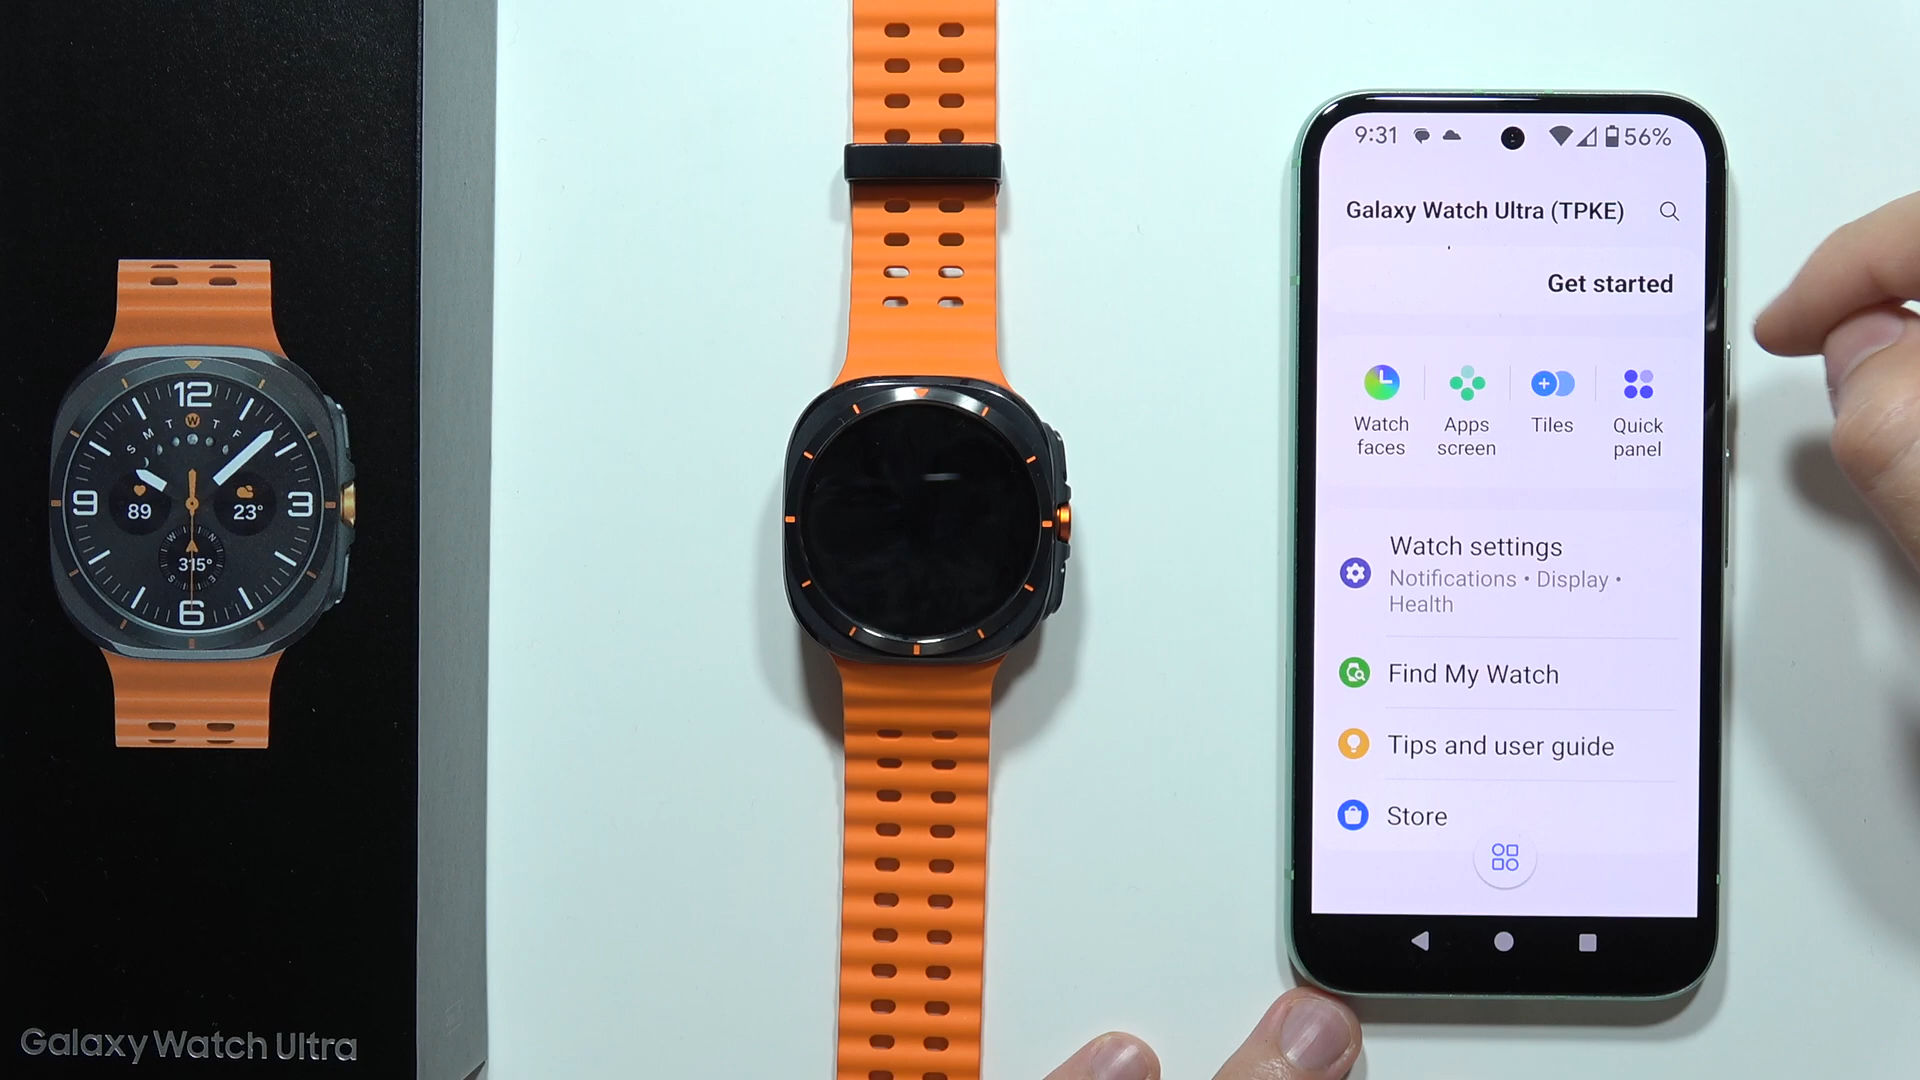 12
S M T W T F
9
3
89
23°
W N
315°
S E
6
Galaxy Watch Ultra
9:31
56%
Galaxy Watch Ultra (TPKE)
Get started
Watch
faces
Apps
screen
Tiles
Quick
panel
Watch settings
Notifications • Display •
Health
Find My Watch
Tips and user guide
Store